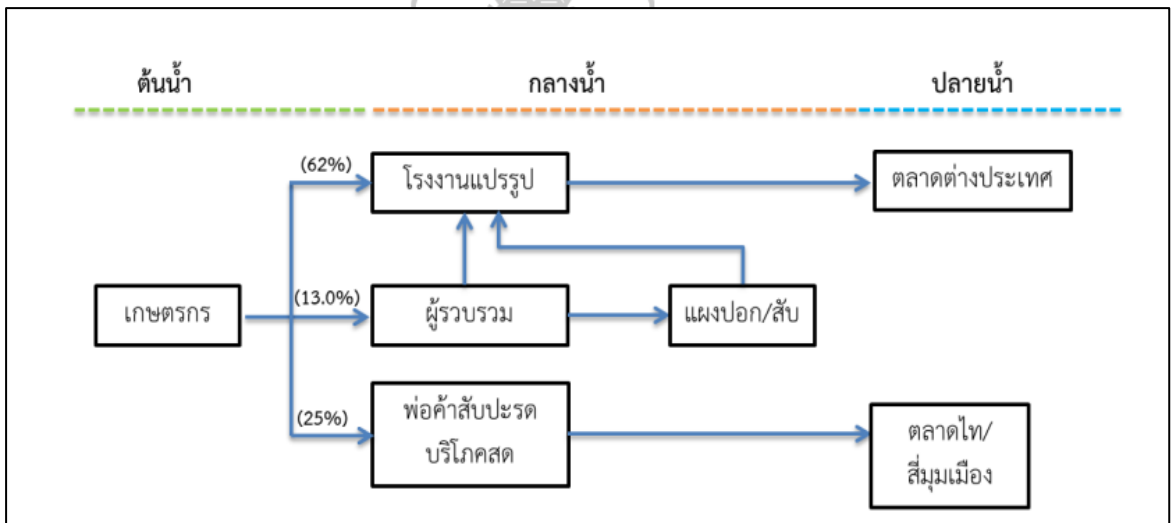 ต้นน้ำ กลางน้ำ ปลายน้ำ
(62%)
โรงงานแปรรูป
ตลาดต่างประเทศ
เกษตรกร
(13.0%)
ผู้รวบรวม
แผงปอก/สับ
(25%)
พ่อค้าสับปะรด
บริโภคสด
ตลาดไท/
สี่มุมเมือง